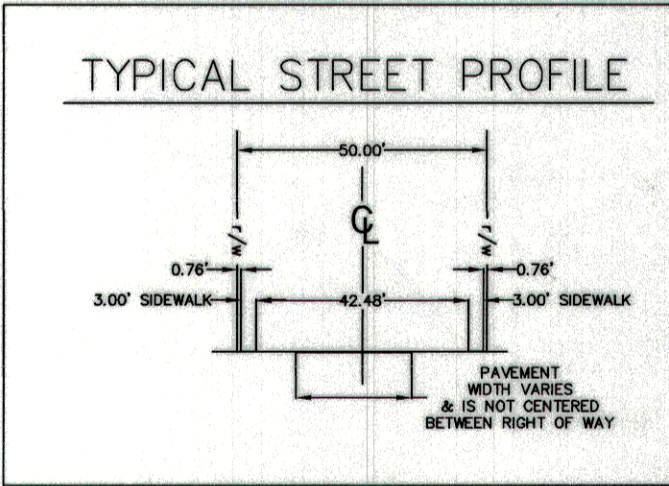 TYPICAL STREET PROFILE
50.00'
CL
r/w
r/w
0.76'
0.76'
3.00' SIDEWALK
42.48'
3.00' SIDEWALK
PAVEMENT
WIDTH VARIES
& IS NOT CENTERED
BETWEEN RIGHT OF WAY